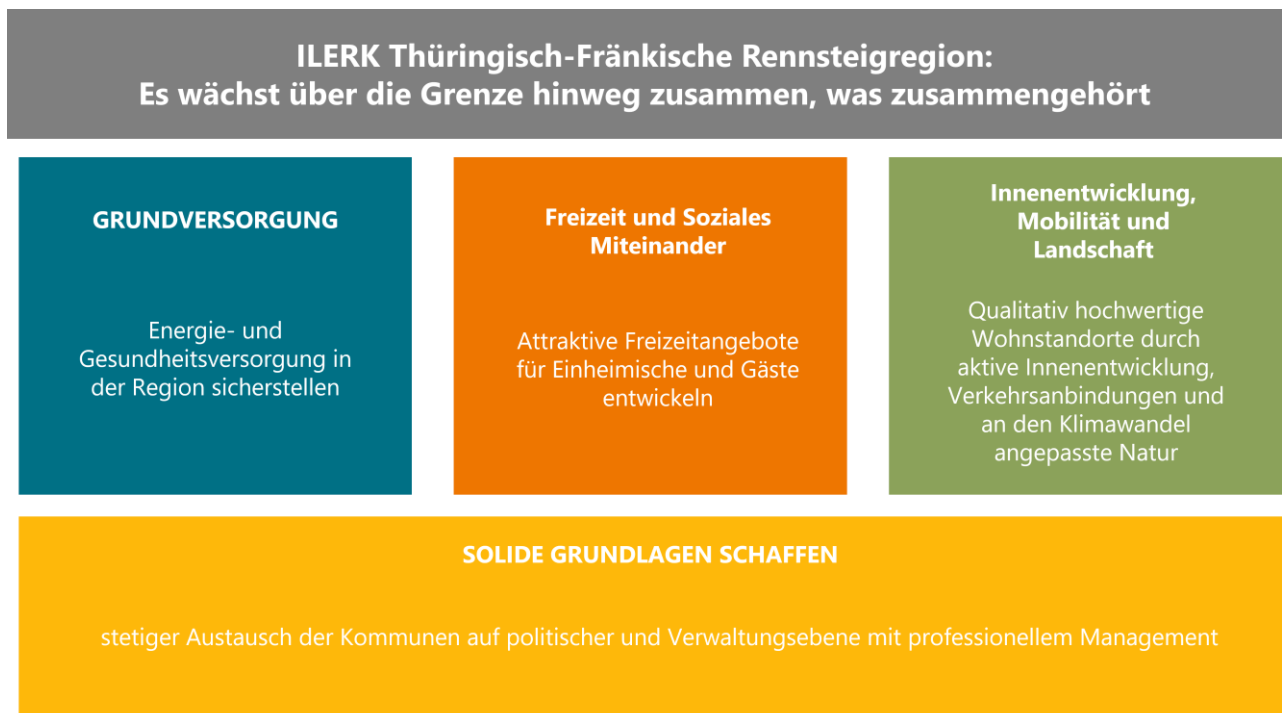 ILERK Thüringisch-Fränkische Rennsteigregion:
Es wächst über die Grenze hinweg zusammen, was zusammengehört
GRUNDVERSORGUNG
Energie- und
Gesundheitsversorgung in
der Region sicherstellen
Freizeit und Soziales
Miteinander
Attraktive Freizeitangebote
für Einheimische und Gäste
entwickeln
Innenentwicklung,
Mobilität und
Landschaft
Qualitativ hochwertige
Wohnstandorte durch
aktive Innenentwicklung,
Verkehrsanbindungen und
an den Klimawandel
angepasste Natur
SOLIDE GRUNDLAGEN SCHAFFEN
stetiger Austausch der Kommunen auf politischer und Verwaltungsebene mit professionellem Management